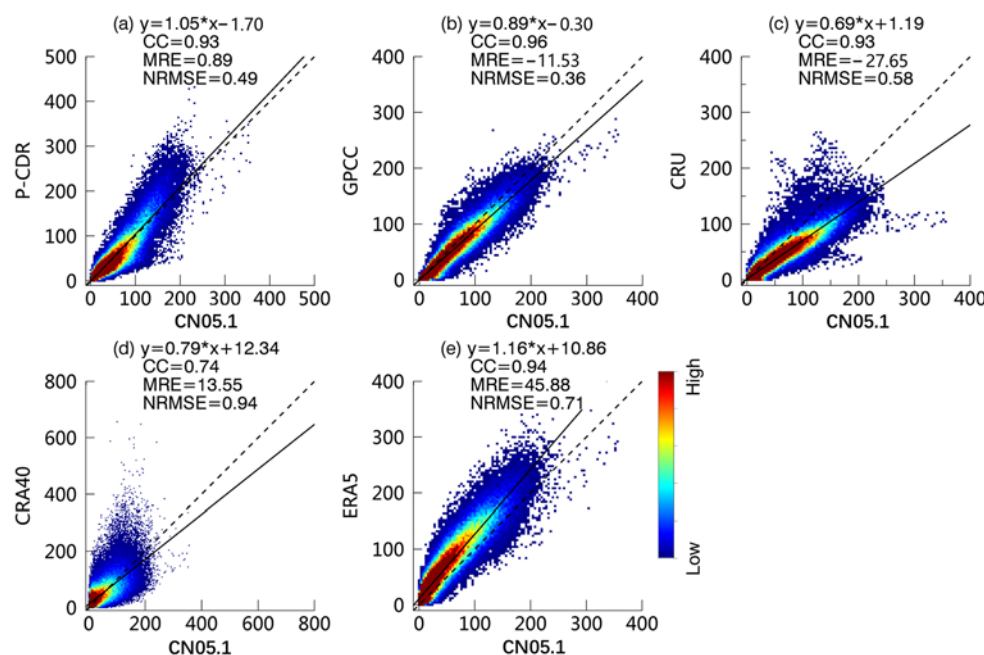 (a) y=1.05*x−1.70
CC=0.93
MRE=0.89
NRMSE=0.49
500
400
300
200
100
0
P-CDR
0 100 200 300 400 500
CN05.1
(b) y=0.89*x−0.30
CC=0.96
MRE=−11.53
NRMSE=0.36
400
300
200
100
0
GPCC
0 100 200 300 400
CN05.1
(c) y=0.69*x+1.19
CC=0.93
MRE=−27.65
NRMSE=0.58
400
300
200
100
0
CRU
0 100 200 300 400
CN05.1
(d) y=0.79*x+12.34
CC=0.74
MRE=13.55
NRMSE=0.94
800
600
400
200
0
CRA40
0 200 400 600 800
CN05.1
(e) y=1.16*x+10.86
CC=0.94
MRE=45.88
NRMSE=0.71
400
300
200
100
0
ERA5
0 100 200 300 400
CN05.1
High
Low